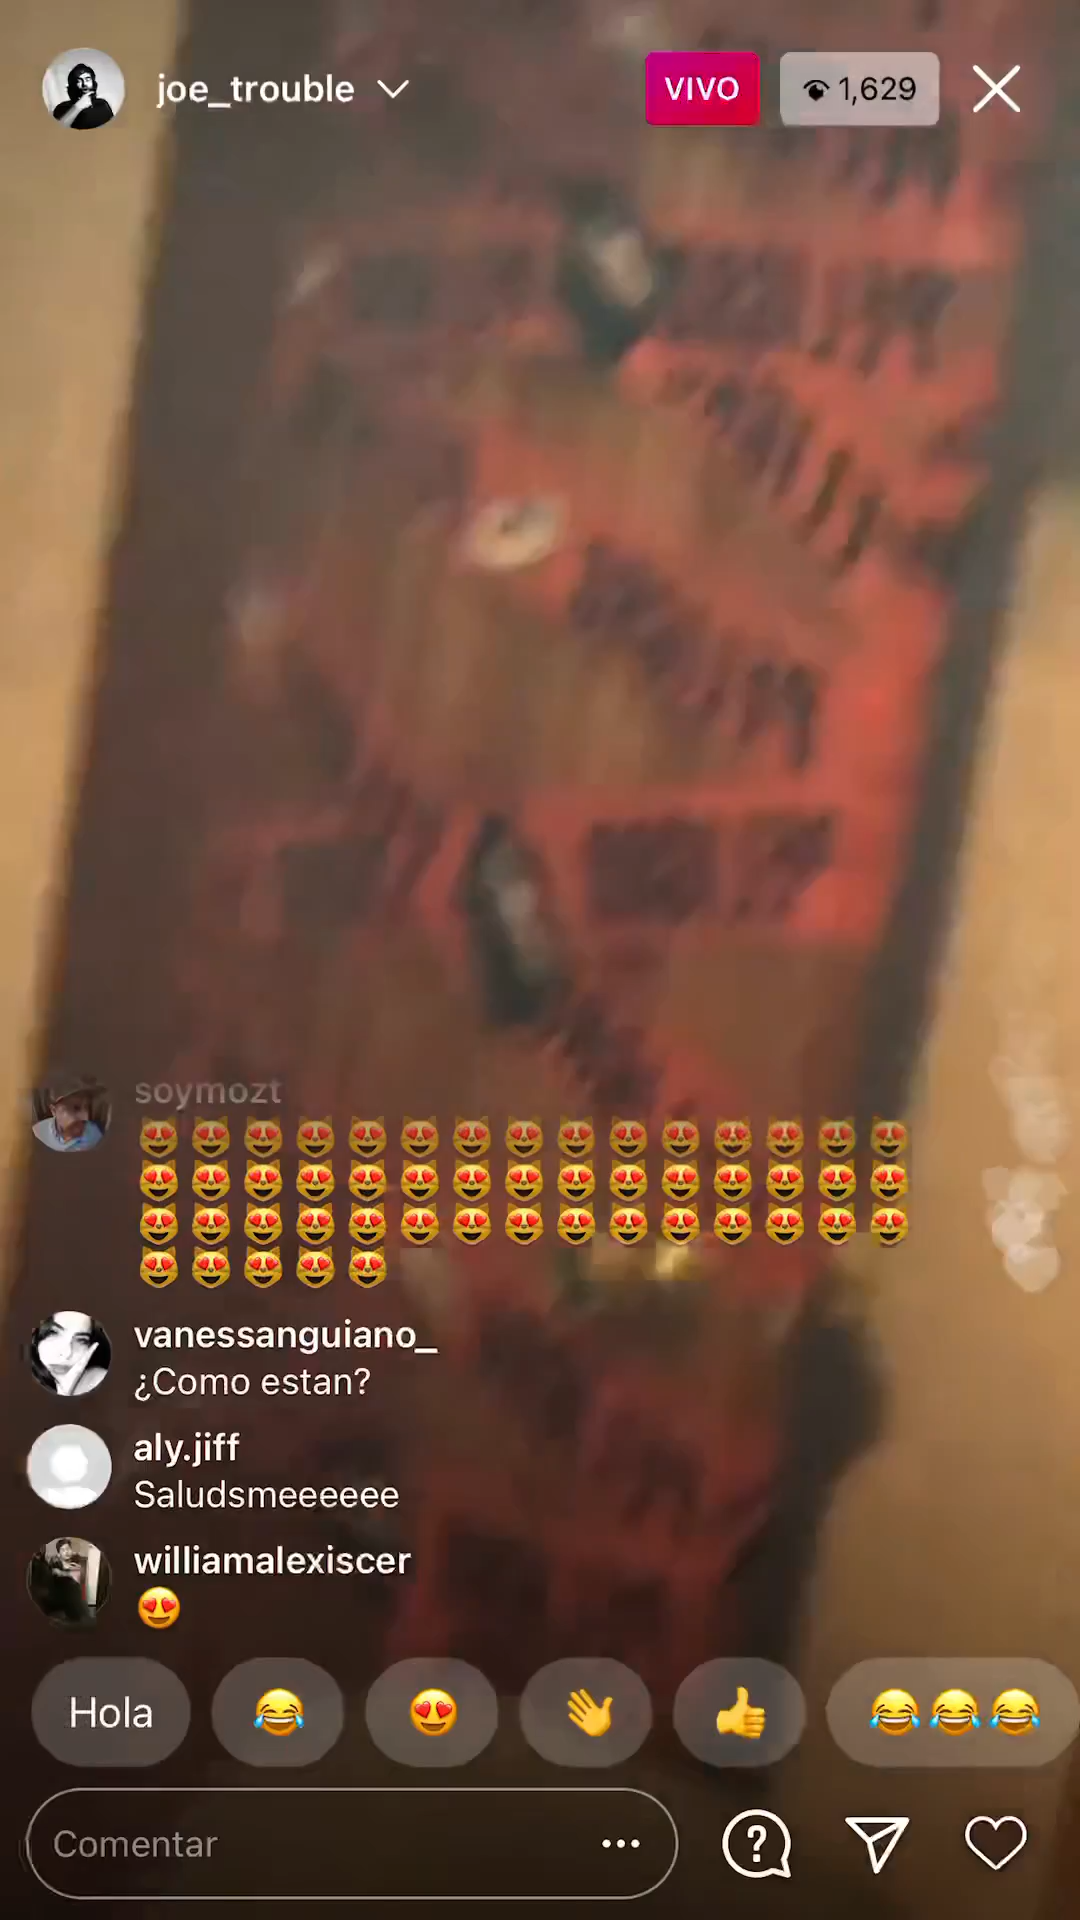 joe_trouble
VIVO
1,629
soymozt
😻😻😻😻😻😻😻😻😻😻😻😻😻😻😻
😻😻😻😻😻😻😻😻😻😻😻😻😻😻😻
😻😻😻😻😻😻😻😻😻😻😻😻😻😻😻
😻😻😻😻😻
vanessanguiano_
¿Como estan?
aly.jiff
Saludsmeeeeee
williamalexiscer
😍
Hola 😂 😍 👋 👍 😂😂😂
Comentar